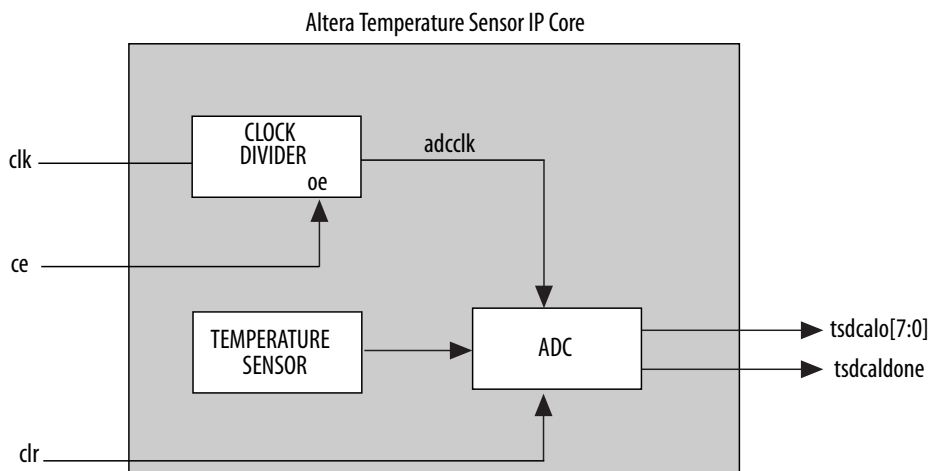 Altera Temperature Sensor IP Core
CLOCK
DIVIDER
oe
clk
adcclk
ce
TEMPERATURE
SENSOR
ADC
tsdcalo[7:0]
tsdcaldone
clr